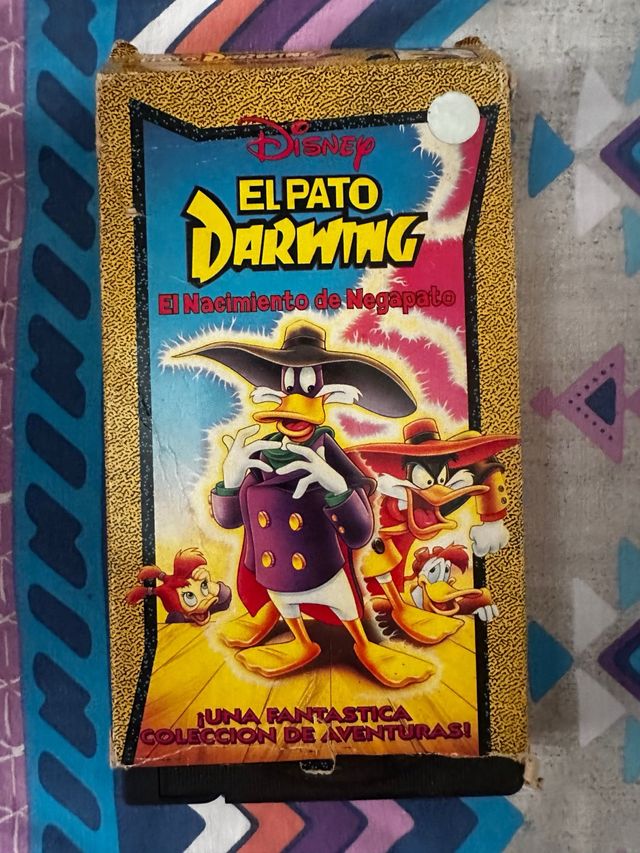 DISNEY
EL PATO
DARWING
El Nacimiento de Negapato
¡UNA FANTASTICA
COLECCION DE AVENTURAS!